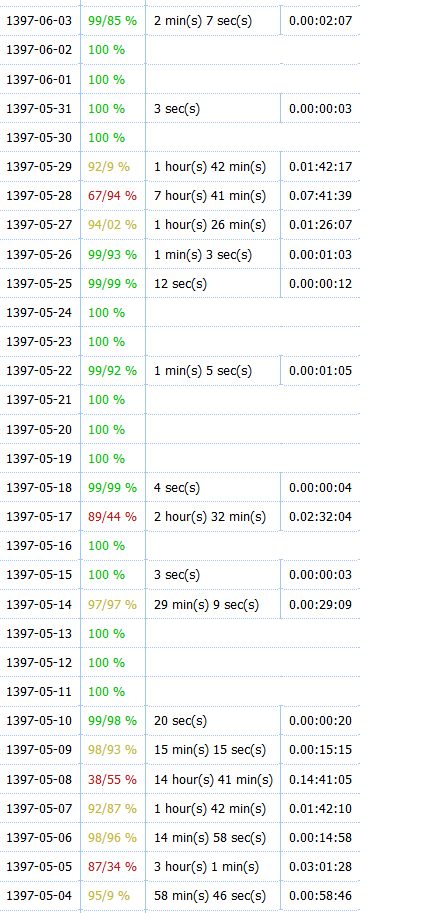 1397-06-03 99/85 % 2 min(s) 7 sec(s) 0.00:02:07
1397-06-02 100 %
1397-06-01 100 %
1397-05-31 100 % 3 sec(s) 0.00:00:03
1397-05-30 100 %
1397-05-29 92/9 % 1 hour(s) 42 min(s) 0.01:42:17
1397-05-28 67/94 % 7 hour(s) 41 min(s) 0.07:41:39
1397-05-27 94/02 % 1 hour(s) 26 min(s) 0.01:26:07
1397-05-26 99/93 % 1 min(s) 3 sec(s) 0.00:01:03
1397-05-25 99/99 % 12 sec(s) 0.00:00:12
1397-05-24 100 %
1397-05-23 100 %
1397-05-22 99/92 % 1 min(s) 5 sec(s) 0.00:01:05
1397-05-21 100 %
1397-05-20 100 %
1397-05-19 100 %
1397-05-18 99/99 % 4 sec(s) 0.00:00:04
1397-05-17 89/44 % 2 hour(s) 32 min(s) 0.02:32:04
1397-05-16 100 %
1397-05-15 100 % 3 sec(s) 0.00:00:03
1397-05-14 97/97 % 29 min(s) 9 sec(s) 0.00:29:09
1397-05-13 100 %
1397-05-12 100 %
1397-05-11 100 %
1397-05-10 99/98 % 20 sec(s) 0.00:00:20
1397-05-09 98/93 % 15 min(s) 15 sec(s) 0.00:15:15
1397-05-08 38/55 % 14 hour(s) 41 min(s) 0.14:41:05
1397-05-07 92/87 % 1 hour(s) 42 min(s) 0.01:42:10
1397-05-06 98/96 % 14 min(s) 58 sec(s) 0.00:14:58
1397-05-05 87/34 % 3 hour(s) 1 min(s) 0.03:01:28
1397-05-04 95/9 % 58 min(s) 46 sec(s) 0.00:58:46